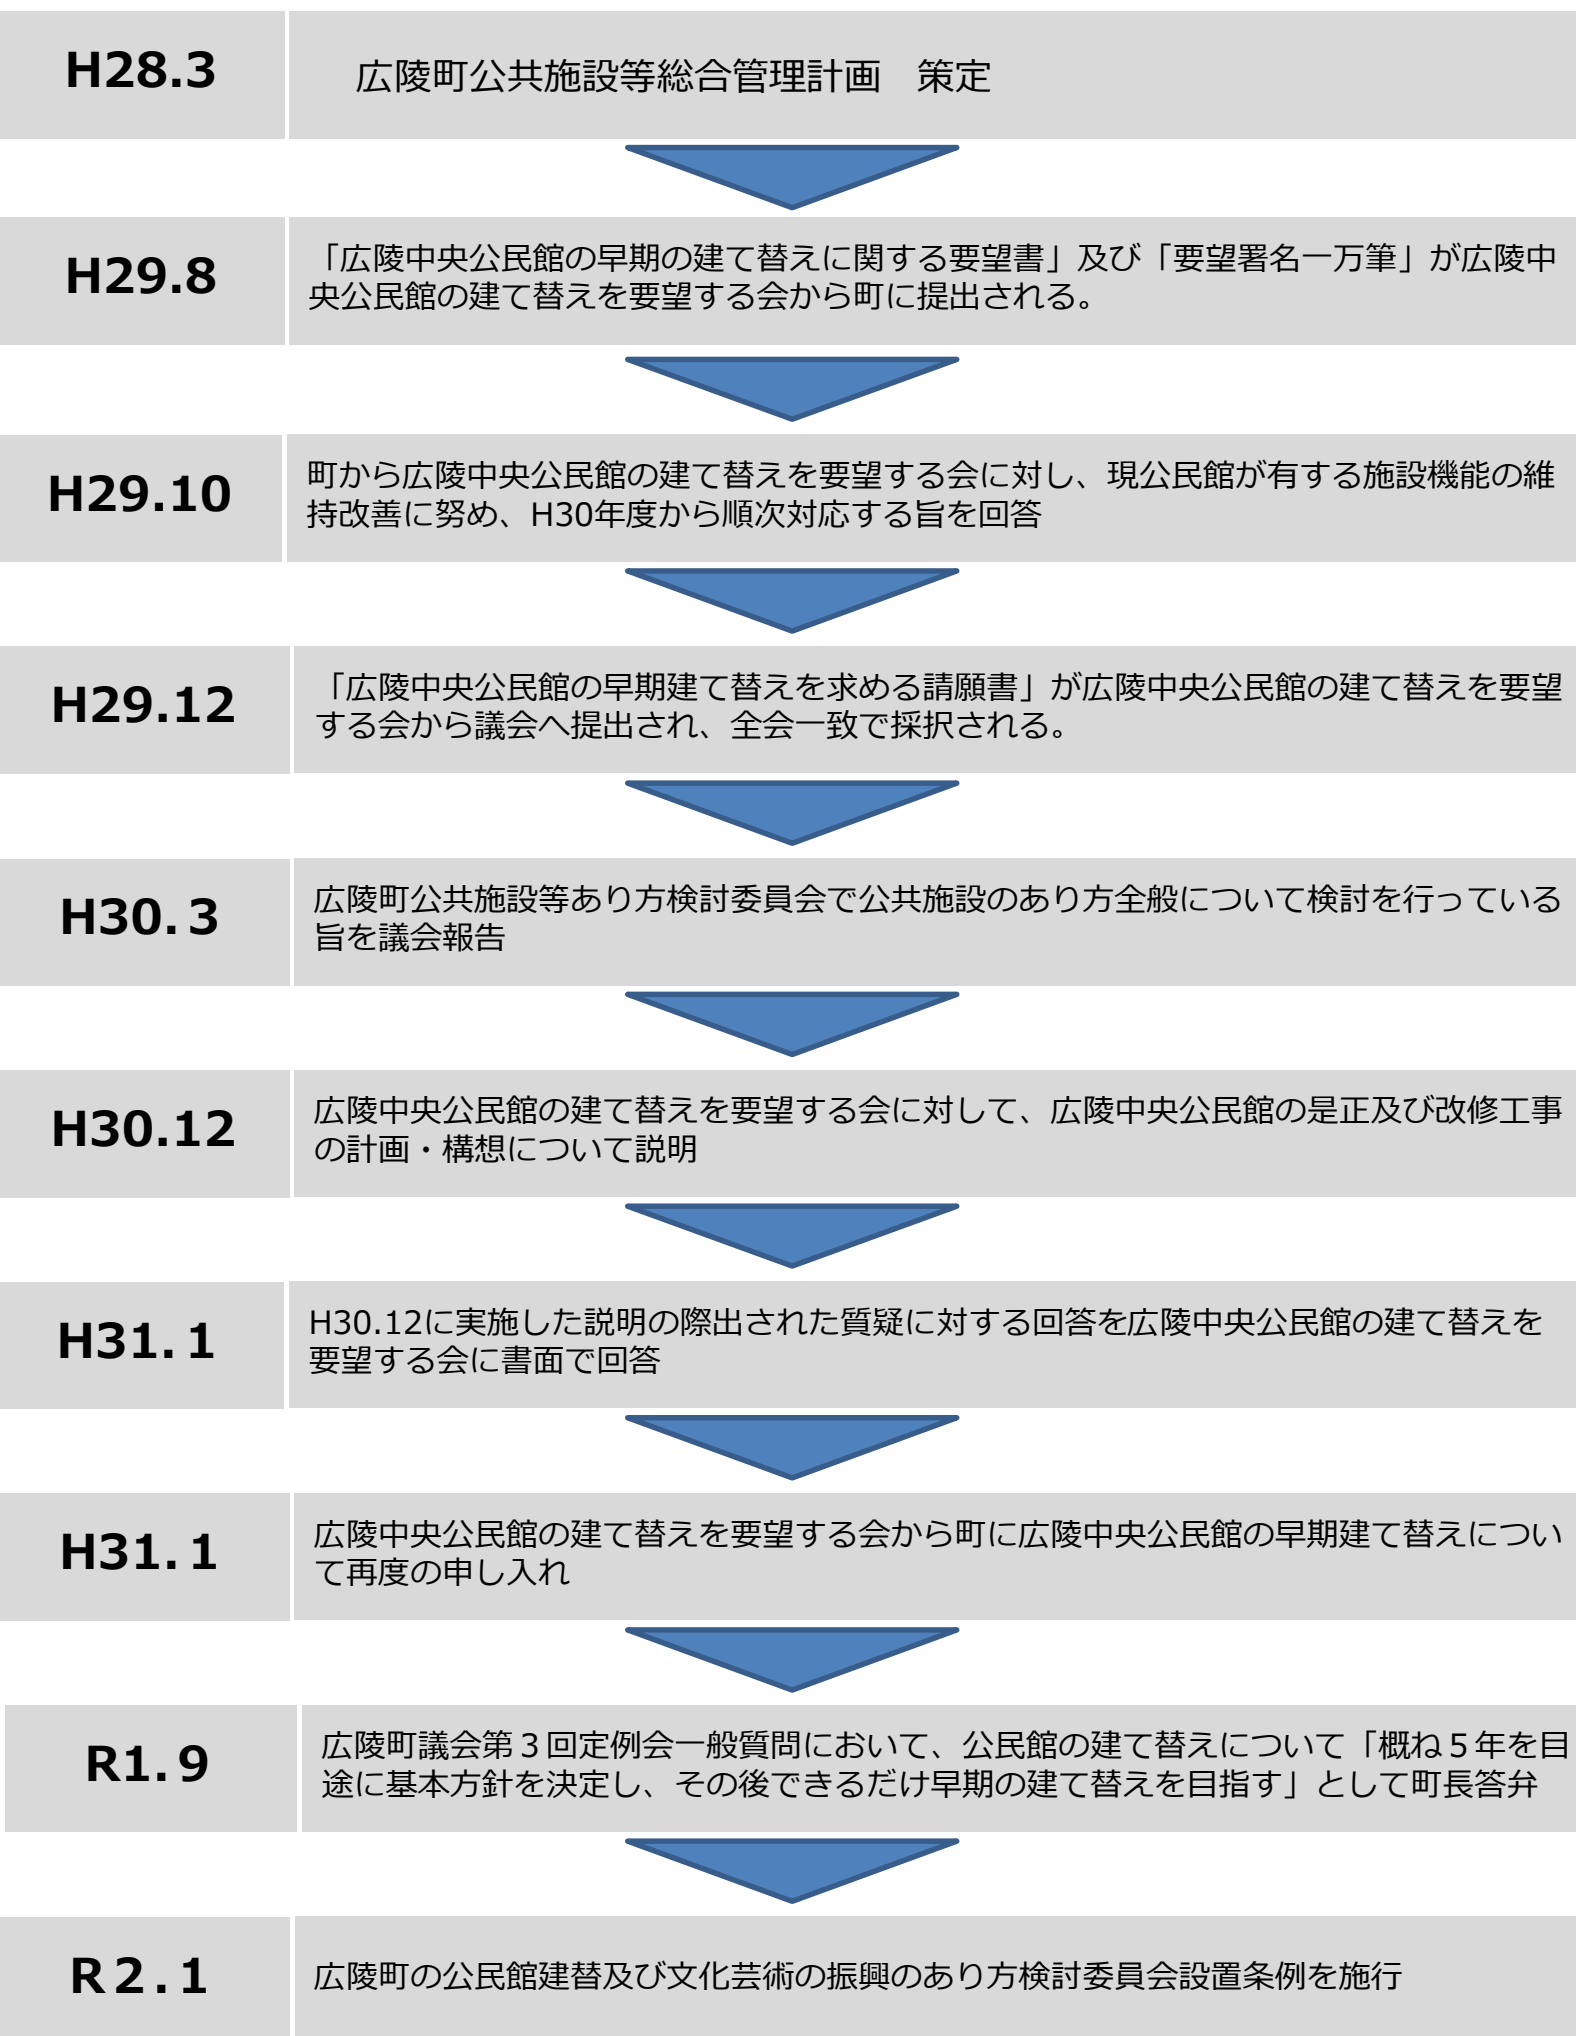 H28.3
広陵町公共施設等総合管理計画　策定
H29.8
「広陵中央公民館の早期の建て替えに関する要望書」及び「要望署名一万筆」が広陵中
央公民館の建て替えを要望する会から町に提出される。
H29.10
町から広陵中央公民館の建て替えを要望する会に対し、現公民館が有する施設機能の維
持改善に努め、H30年度から順次対応する旨を回答
H29.12
「広陵中央公民館の早期建て替えを求める請願書」が広陵中央公民館の建て替えを要望
する会から議会へ提出され、全会一致で採択される。
H30.３
広陵町公共施設等あり方検討委員会で公共施設のあり方全般について検討を行っている
旨を議会報告
H30.12
広陵中央公民館の建て替えを要望する会に対して、広陵中央公民館の是正及び改修工事
の計画・構想について説明
H31.１
H30.12に実施した説明の際出された質疑に対する回答を広陵中央公民館の建て替えを
要望する会に書面で回答
H31.１
広陵中央公民館の建て替えを要望する会から町に広陵中央公民館の早期建て替えについ
て再度の申し入れ
R1.９
広陵町議会第３回定例会一般質問において、公民館の建て替えについて「概ね５年を目
途に基本方針を決定し、その後できるだけ早期の建て替えを目指す」として町長答弁
R２.１
広陵町の公民館建替及び文化芸術の振興のあり方検討委員会設置条例を施行